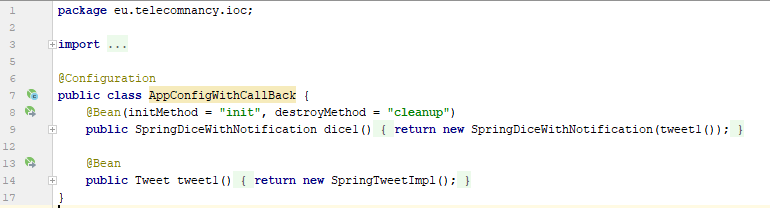 1 package eu.telecomnancy.ioc;
2
3 import ...
5
6 @Configuration
7 public class AppConfigWithCallBack {
8 @Bean(initMethod = "init", destroyMethod = "cleanup")
9 public SpringDiceWithNotification dice1() { return new SpringDiceWithNotification(tweet1()); }
12
13 @Bean
14 public Tweet tweet1() { return new SpringTweetImpl(); }
17 }